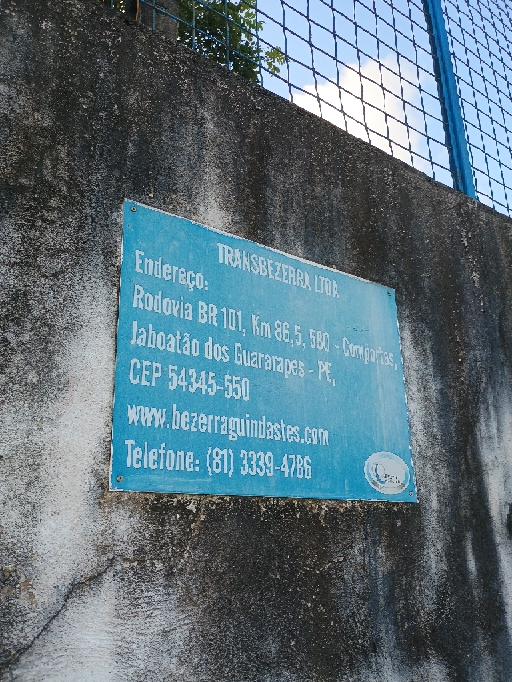 TRANSBEZERRA LTDA
Endereço:
Rodovia BR 101, Km 86,5, 580 - Comportas,
Jaboatão dos Guararapes - PE,
CEP 54345-550
www.bezerraguindastes.com
Telefone: (81) 3339-4786